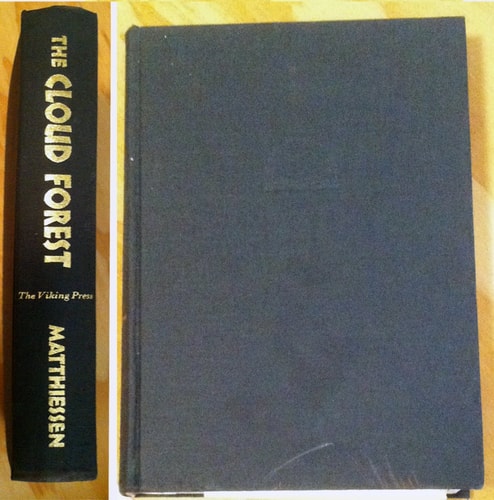 THE CLOUD FOREST
The Viking Press
MATTHIESSEN